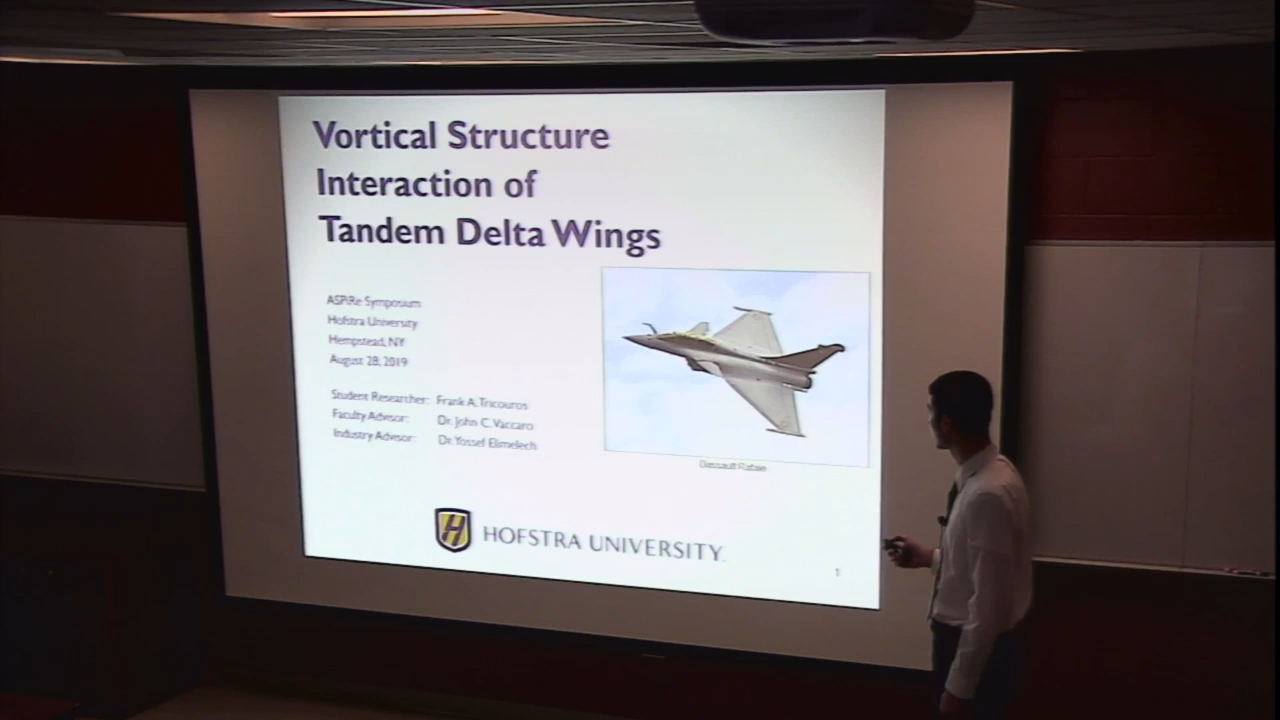 Vortical Structure
Interaction of
Tandem Delta Wings
ASPiRe Symposium
Hofstra University
Hempstead, NY
August 28, 2019
Student Researcher: Frank A. Tricouros
Faculty Advisor: Dr. John C. Vaccaro
Industry Advisor: Dr. Yossef Elimelech
Dassault Rafale
H HOFSTRA UNIVERSITY
1